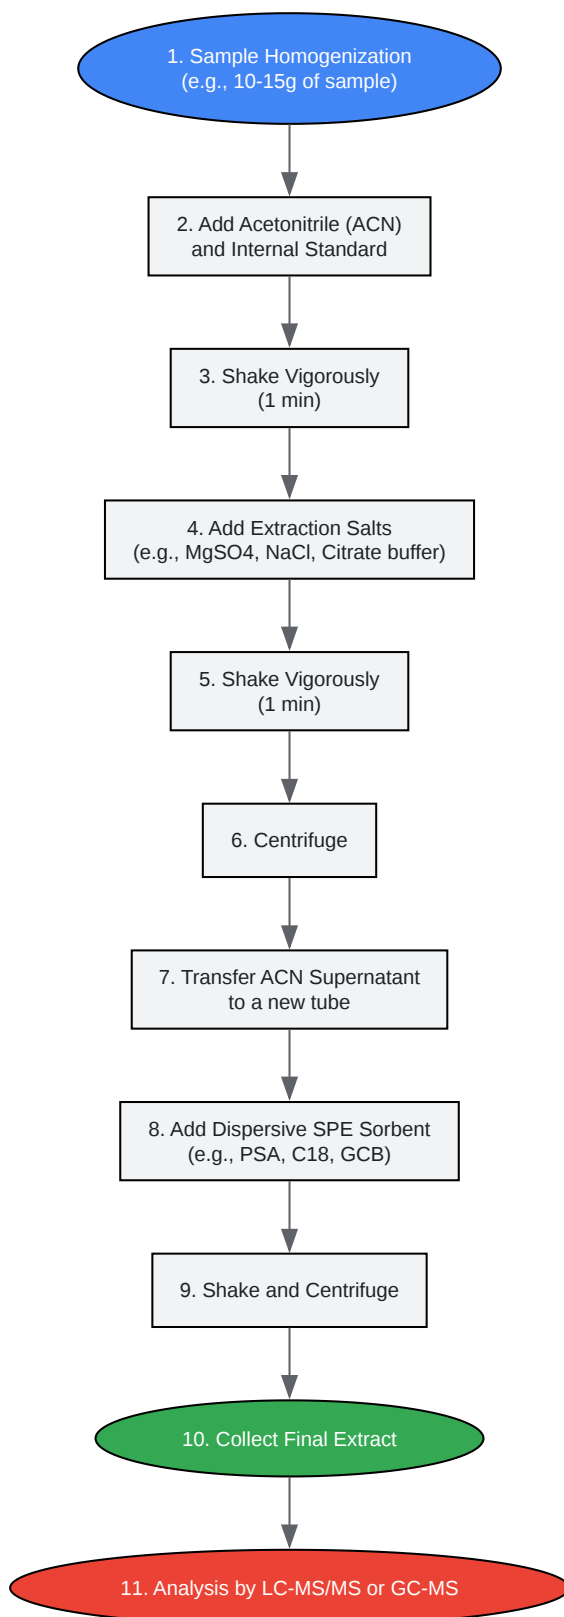 1. Sample Homogenization
(e.g., 10-15g of sample)
2. Add Acetonitrile (ACN)
and Internal Standard
3. Shake Vigorously
(1 min)
4. Add Extraction Salts
(e.g., MgSO4, NaCl, Citrate buffer)
5. Shake Vigorously
(1 min)
6. Centrifuge
7. Transfer ACN Supernatant
to a new tube
8. Add Dispersive SPE Sorbent
(e.g., PSA, C18, GCB)
9. Shake and Centrifuge
10. Collect Final Extract
11. Analysis by LC-MS/MS or GC-MS